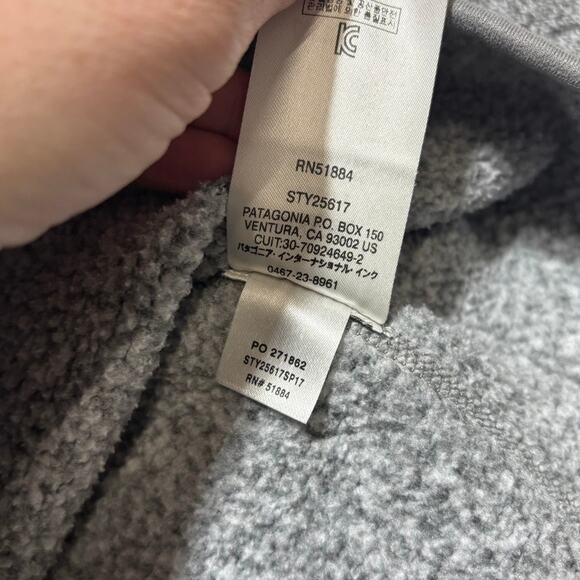 RN51884
STY25617
PATAGONIA P.O. BOX 150
VENTURA, CA 93002 US
CUIT:30-70924649-2
パタゴニア・インターナショナル・インク
0467-23-8961
PO 271862
STY25617SP17
RN# 51884